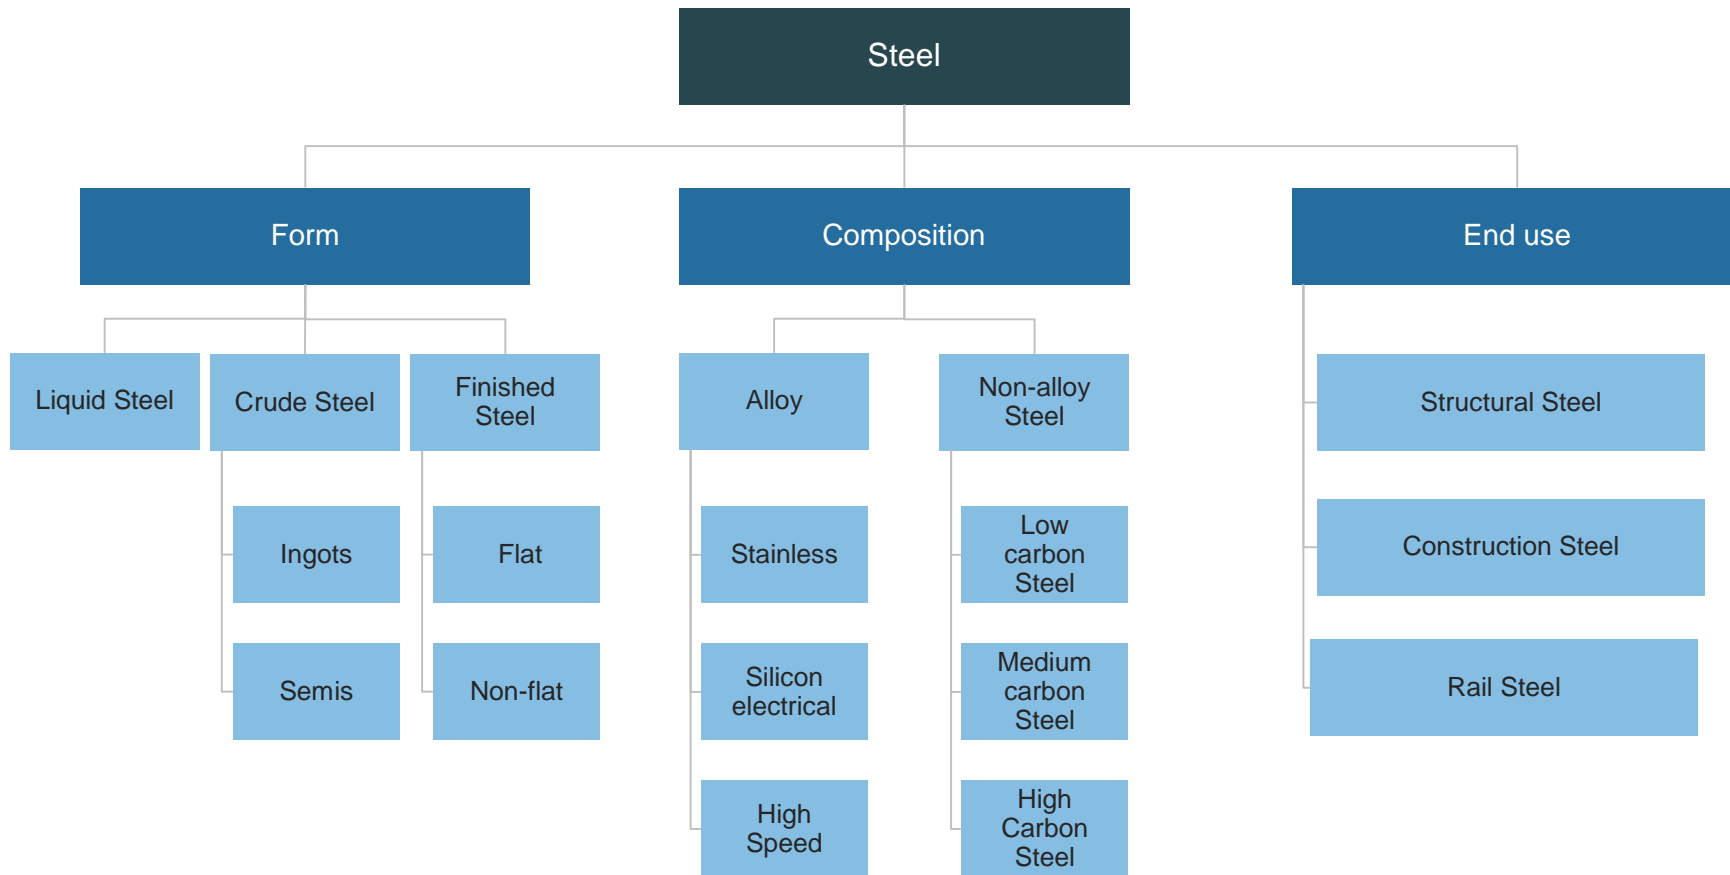 Steel
Form
Composition
End use
Liquid Steel
Crude Steel
Finished
Steel
Alloy
Non-alloy
Steel
Structural Steel
Ingots
Flat
Stainless
Low
carbon
Steel
Construction Steel
Semis
Non-flat
Silicon
electrical
Medium
carbon
Steel
Rail Steel
High
Speed
High
Carbon
Steel